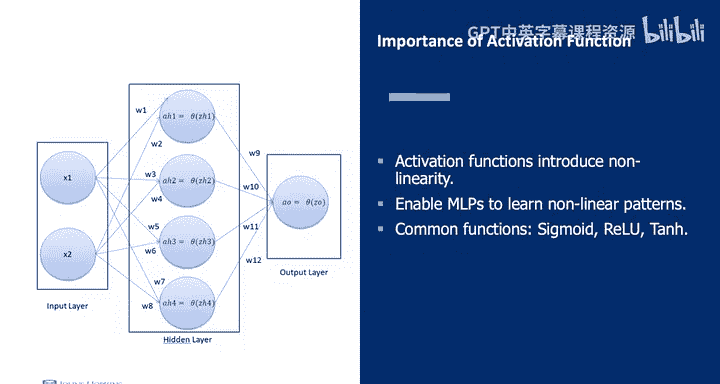 GPT中英字幕课程资源 bilibili
Importance of Activation Function
w1
ah1 = θ(zh1)
w2
w9
x1
w3
ah2 = θ(zh2)
w10
w4
ao = θ(zo)
w5
w11
x2
w6
ah3 = θ(zh3)
w12
w7
Output Layer
w8
ah4 = θ(zh4)
Input Layer
Hidden Layer
▪ Activation functions introduce non-
linearity.
▪ Enable MLPs to learn non-linear patterns.
▪ Common functions: Sigmoid, ReLU, Tanh.